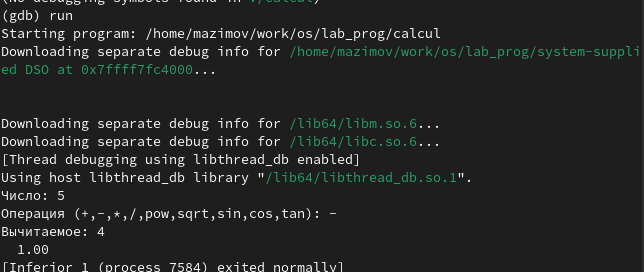 (No debugging symbols found in ./calcul)
(gdb) run
Starting program: /home/mazimov/work/os/lab_prog/calcul
Downloading separate debug info for /home/mazimov/work/os/lab_prog/system-suppli
ed DSO at 0x7ffff7fc4000...
Downloading separate debug info for /lib64/libm.so.6...
Downloading separate debug info for /lib64/libc.so.6...
[Thread debugging using libthread_db enabled]
Using host libthread_db library "/lib64/libthread_db.so.1".
Число: 5
Операция (+,-,*,/,pow,sqrt,sin,cos,tan): -
Вычитаемое: 4
  1.00
[Inferior 1 (process 7584) exited normally]